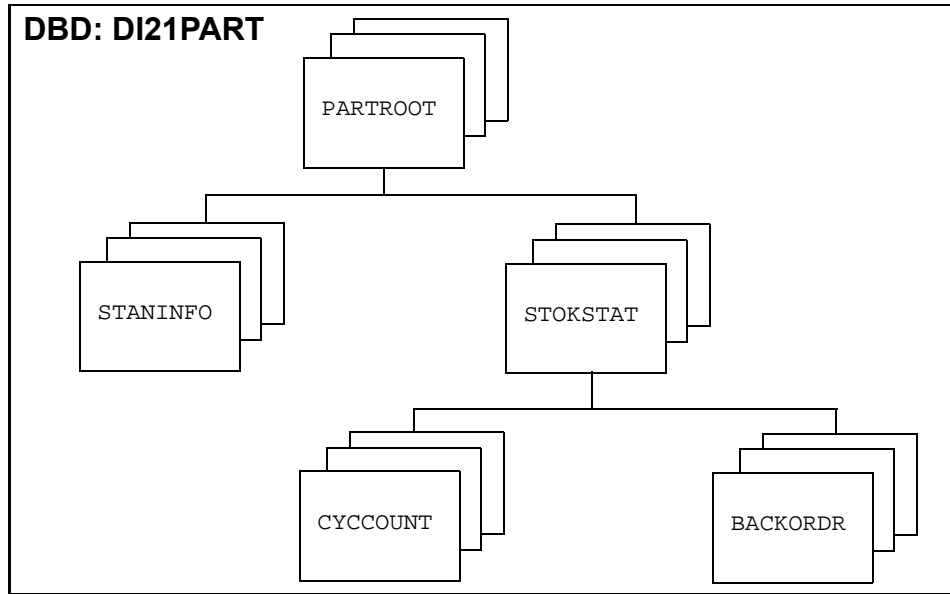 DBD: DI21PART
PARTROOT
STANINFO
STOKSTAT
CYCCOUNT
BACKORDR